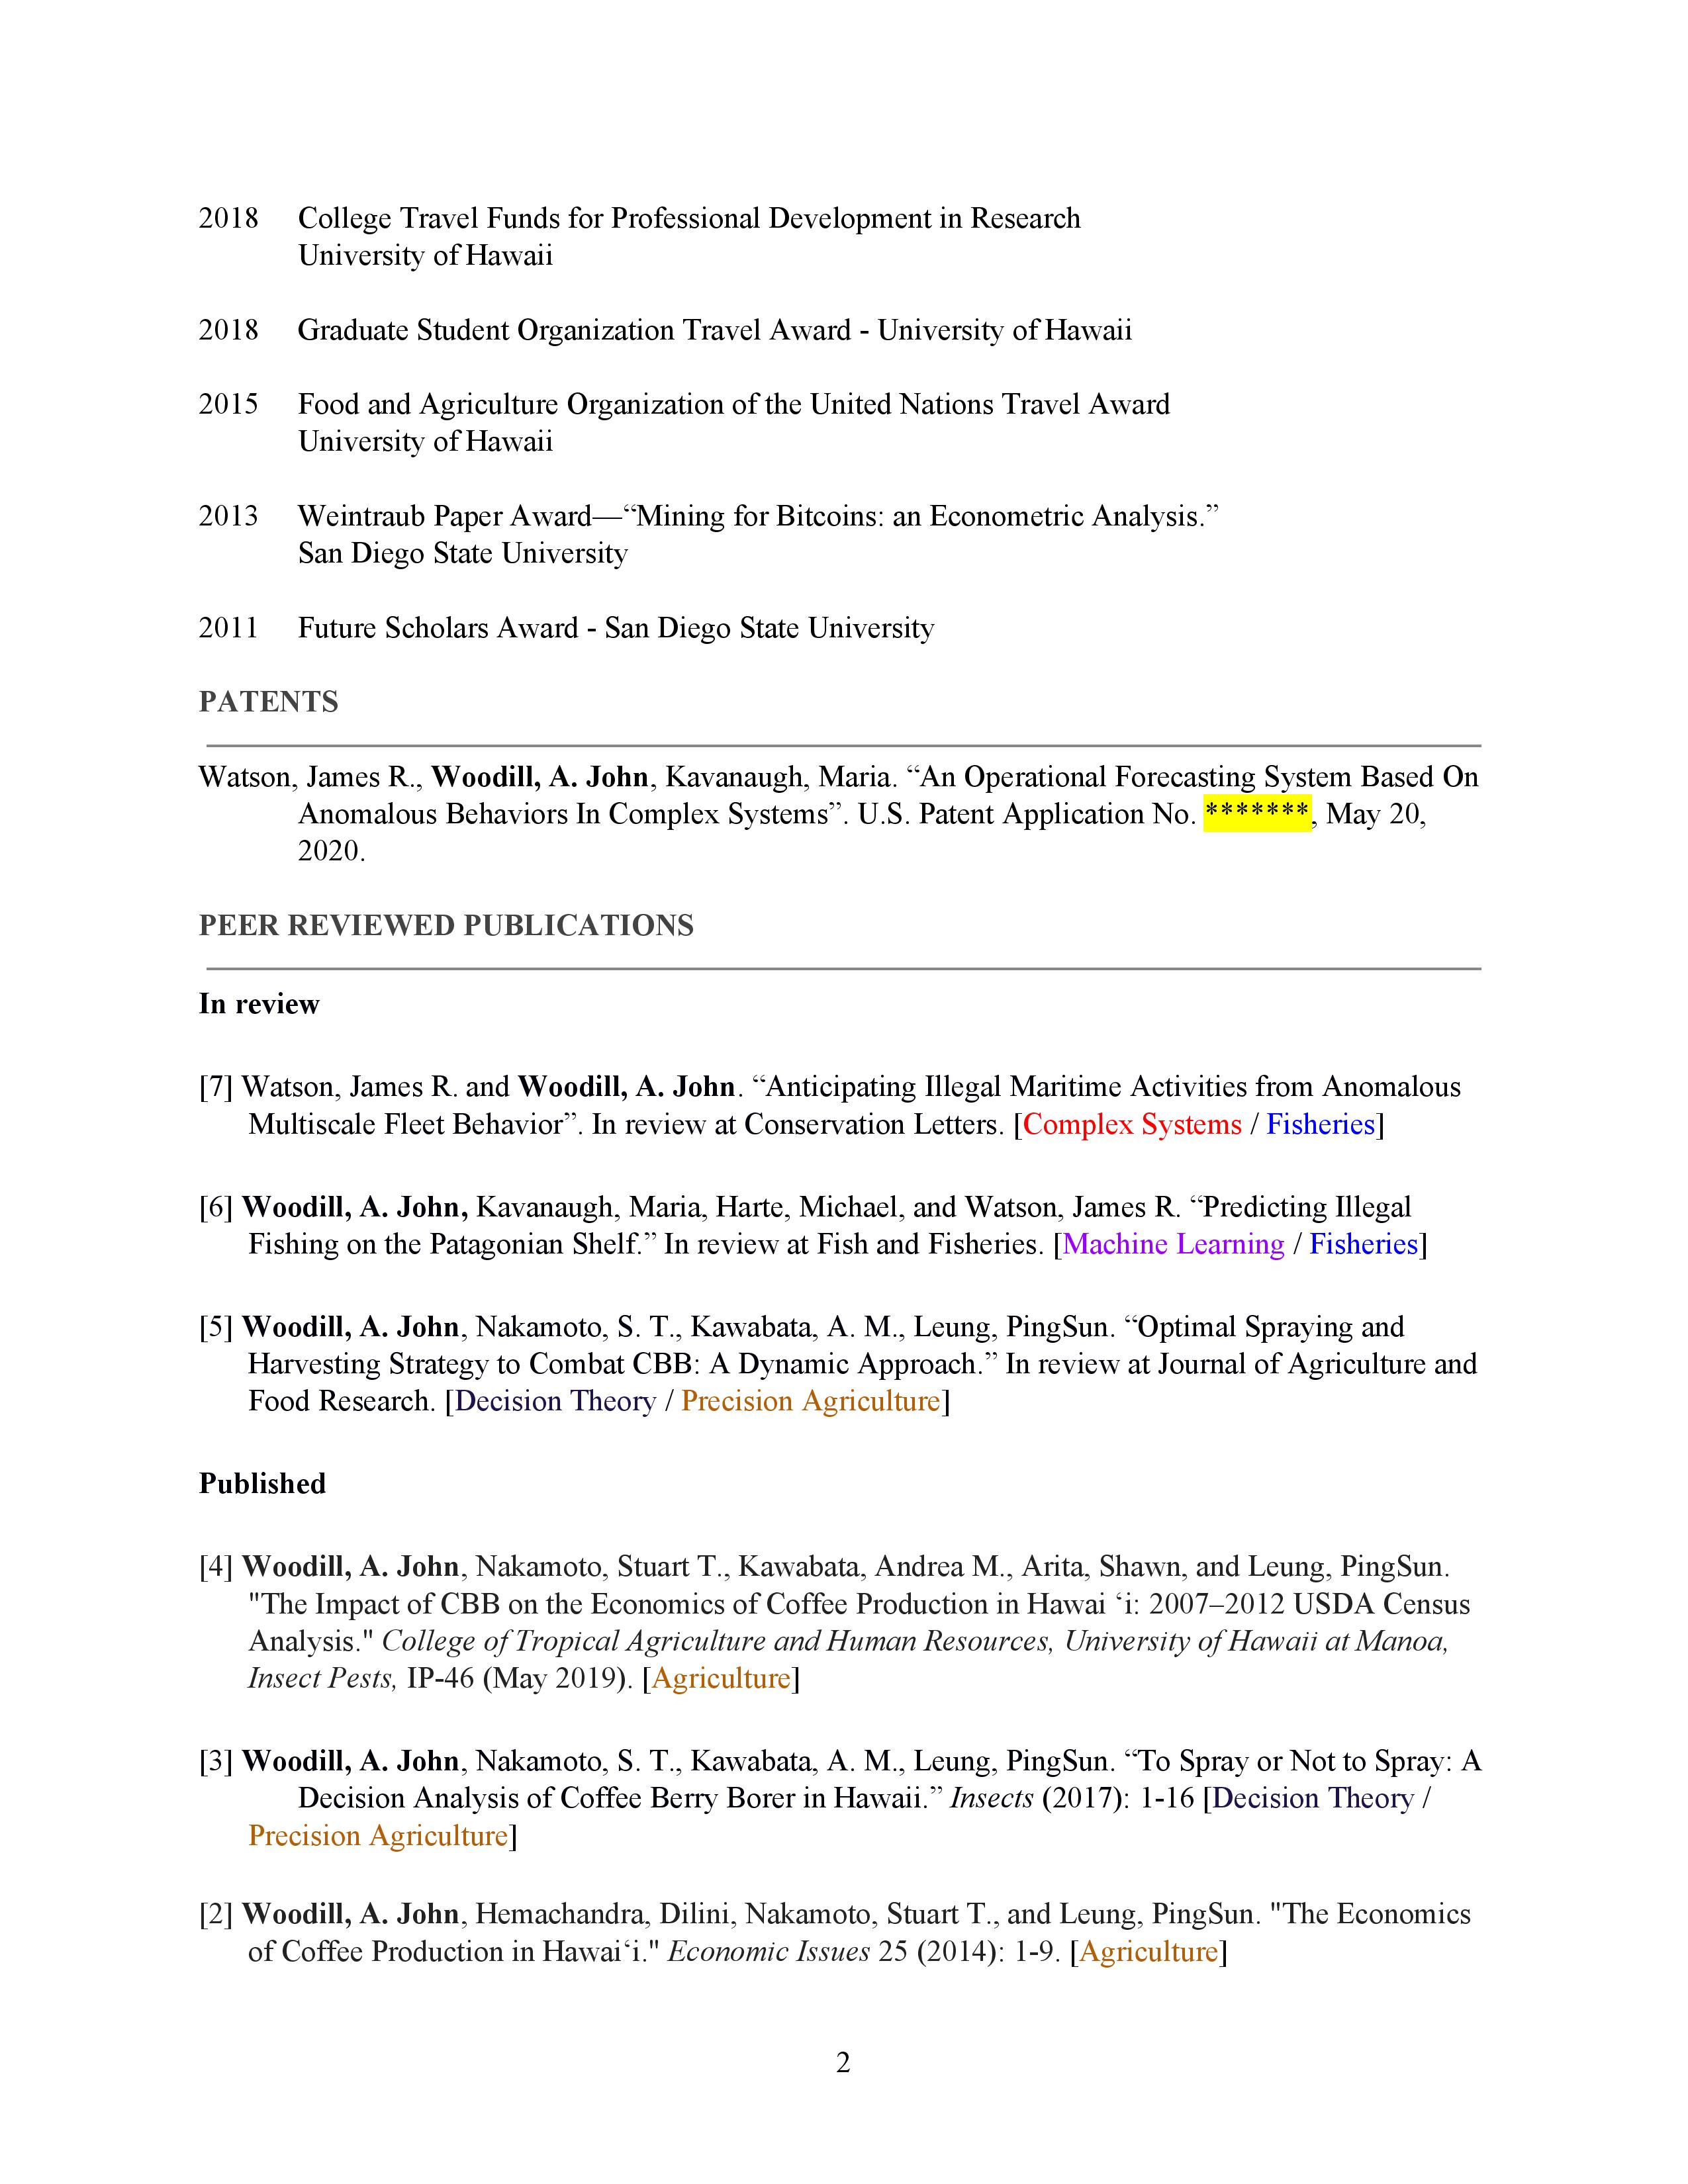 2018 College Travel Funds for Professional Development in Research
University of Hawaii
2018 Graduate Student Organization Travel Award - University of Hawaii
2015 Food and Agriculture Organization of the United Nations Travel Award
University of Hawaii
2013 Weintraub Paper Award—“Mining for Bitcoins: an Econometric Analysis.”
San Diego State University
2011 Future Scholars Award - San Diego State University
PATENTS
Watson, James R., Woodill, A. John, Kavanaugh, Maria. “An Operational Forecasting System Based On
Anomalous Behaviors In Complex Systems”. U.S. Patent Application No. *******, May 20,
2020.
PEER REVIEWED PUBLICATIONS
In review
[7] Watson, James R. and Woodill, A. John. “Anticipating Illegal Maritime Activities from Anomalous
Multiscale Fleet Behavior”. In review at Conservation Letters. [Complex Systems / Fisheries]
[6] Woodill, A. John, Kavanaugh, Maria, Harte, Michael, and Watson, James R. “Predicting Illegal
Fishing on the Patagonian Shelf.” In review at Fish and Fisheries. [Machine Learning / Fisheries]
[5] Woodill, A. John, Nakamoto, S. T., Kawabata, A. M., Leung, PingSun. “Optimal Spraying and
Harvesting Strategy to Combat CBB: A Dynamic Approach.” In review at Journal of Agriculture and
Food Research. [Decision Theory / Precision Agriculture]
Published
[4] Woodill, A. John, Nakamoto, Stuart T., Kawabata, Andrea M., Arita, Shawn, and Leung, PingSun.
"The Impact of CBB on the Economics of Coffee Production in Hawai ‘i: 2007–2012 USDA Census
Analysis." College of Tropical Agriculture and Human Resources, University of Hawaii at Manoa,
Insect Pests, IP-46 (May 2019). [Agriculture]
[3] Woodill, A. John, Nakamoto, S. T., Kawabata, A. M., Leung, PingSun. “To Spray or Not to Spray: A
Decision Analysis of Coffee Berry Borer in Hawaii.” Insects (2017): 1-16 [Decision Theory /
Precision Agriculture]
[2] Woodill, A. John, Hemachandra, Dilini, Nakamoto, Stuart T., and Leung, PingSun. "The Economics
of Coffee Production in Hawai‘i." Economic Issues 25 (2014): 1-9. [Agriculture]
2